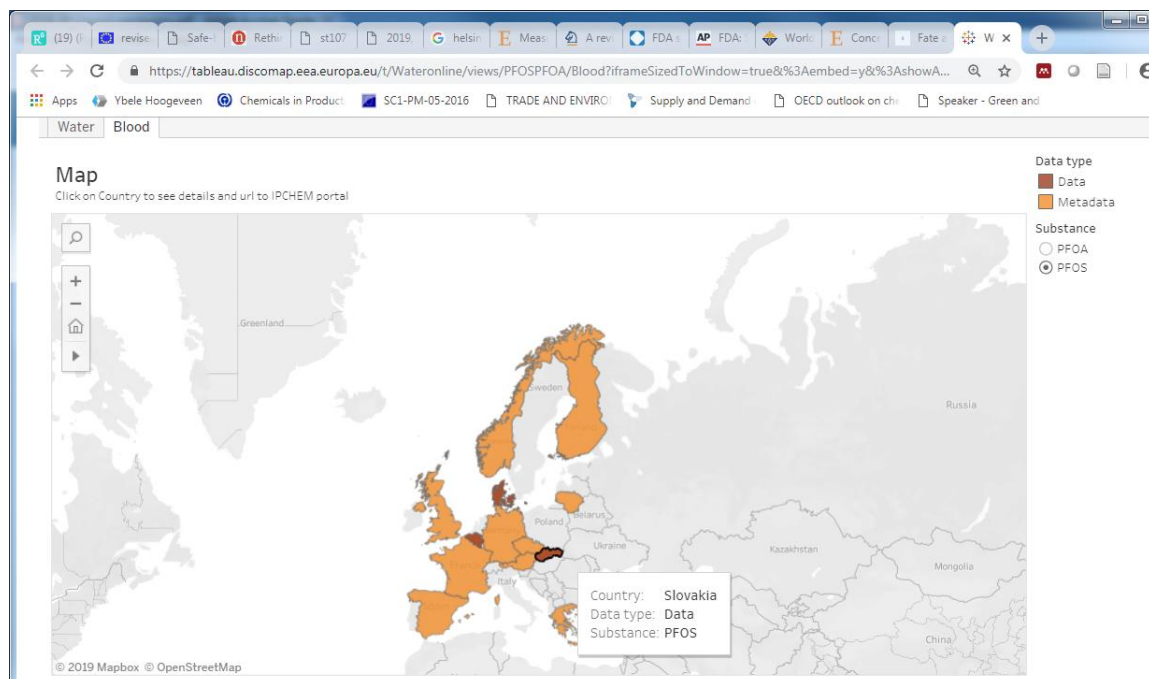 (19) (
revise
Safe-
Rethi
st107
2019,
helsin
Meas
A rev
FDA s
FDA:
World
Conc
Fate a
W
https://tableau.discomap.eea.europa.eu/t/Wateronline/views/PFOSPFOA/Blood?iframeSizedToWindow=true&%3Aembed=y&%3AshowA...
Apps
Ybele Hoogeveen
Chemicals in Product
SC1-PM-05-2016
TRADE AND ENVIRO
Supply and Demand
OECD outlook on che
Speaker - Green and
Water Blood
Map
Click on Country to see details and url to IPCHEM portal
Data type
Data
Metadata
Substance
PFOA
PFOS
Greenland
Sweden
Russia
Poland
Belarus
Ukraine
Kazakhstan
Mongolia
Italy
China
Country: Slovakia
Data type: Data
Substance: PFOS
© 2019 Mapbox © OpenStreetMap